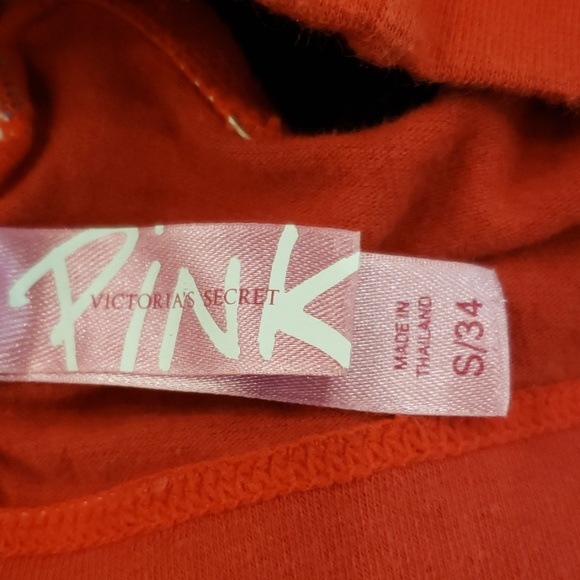 PiNK
VICTORIA'S SECRET
MADE IN
THAILAND
S/34